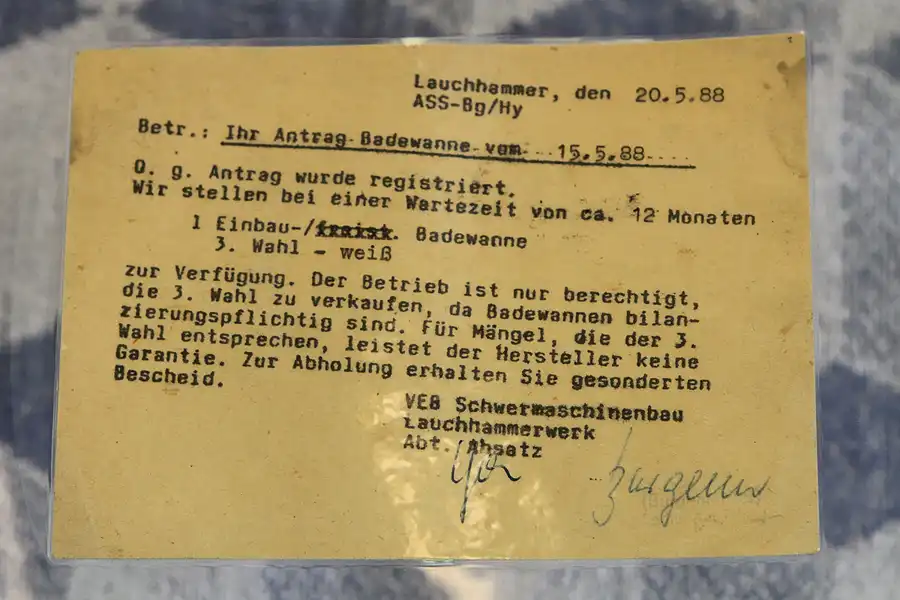 Lauchhammer, den 20.5.88
ASS-Bg/Hy
Betr.: Ihr Antrag Badewanne vom 15.5.88....
O. g. Antrag wurde registriert.
Wir stellen bei einer Wartezeit von ca. 12 Monaten
1 Einbau-/freist. Badewanne
3. Wahl - weiß
zur Verfügung. Der Betrieb ist nur berechtigt,
die 3. Wahl zu verkaufen, da Badewannen bilan-
zierungspflichtig sind. Für Mängel, die der 3.
Wahl entsprechen, leistet der Hersteller keine
Garantie. Zur Abholung erhalten Sie gesonderten
Bescheid.
VEB Schwermaschinenbau
Lauchhammerwerk
Abt. Absatz